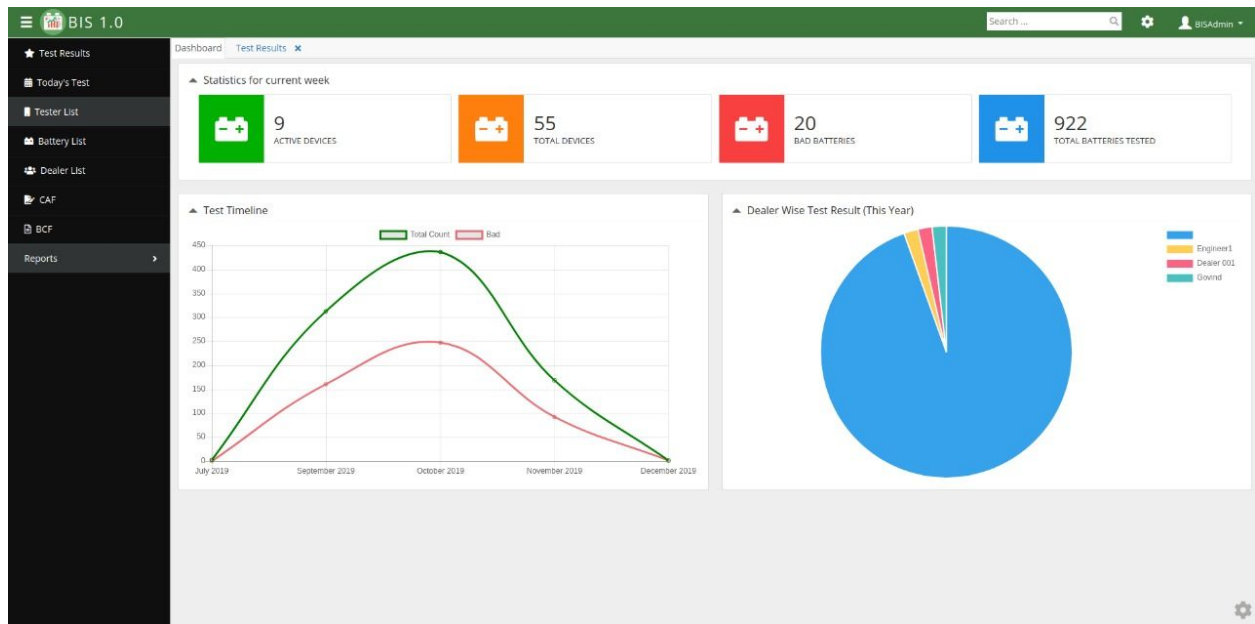 BIS 1.0
Search ...
BISAdmin
Test Results
Today's Test
Tester List
Battery List
Dealer LIst
CAF
BCF
Reports
Dashboard Test Results ×
Statistics for current week
9
ACTIVE DEVICES
55
TOTAL DEVICES
20
BAD BATTERIES
922
TOTAL BATTERIES TESTED
Test Timeline
Total Count Bad
450
400
350
300
250
200
150
100
50
0
July 2019 September 2019 October 2019 November 2019 December 2019
Dealer Wise Test Result (This Year)
Engineer1
Dealer 001
Govind